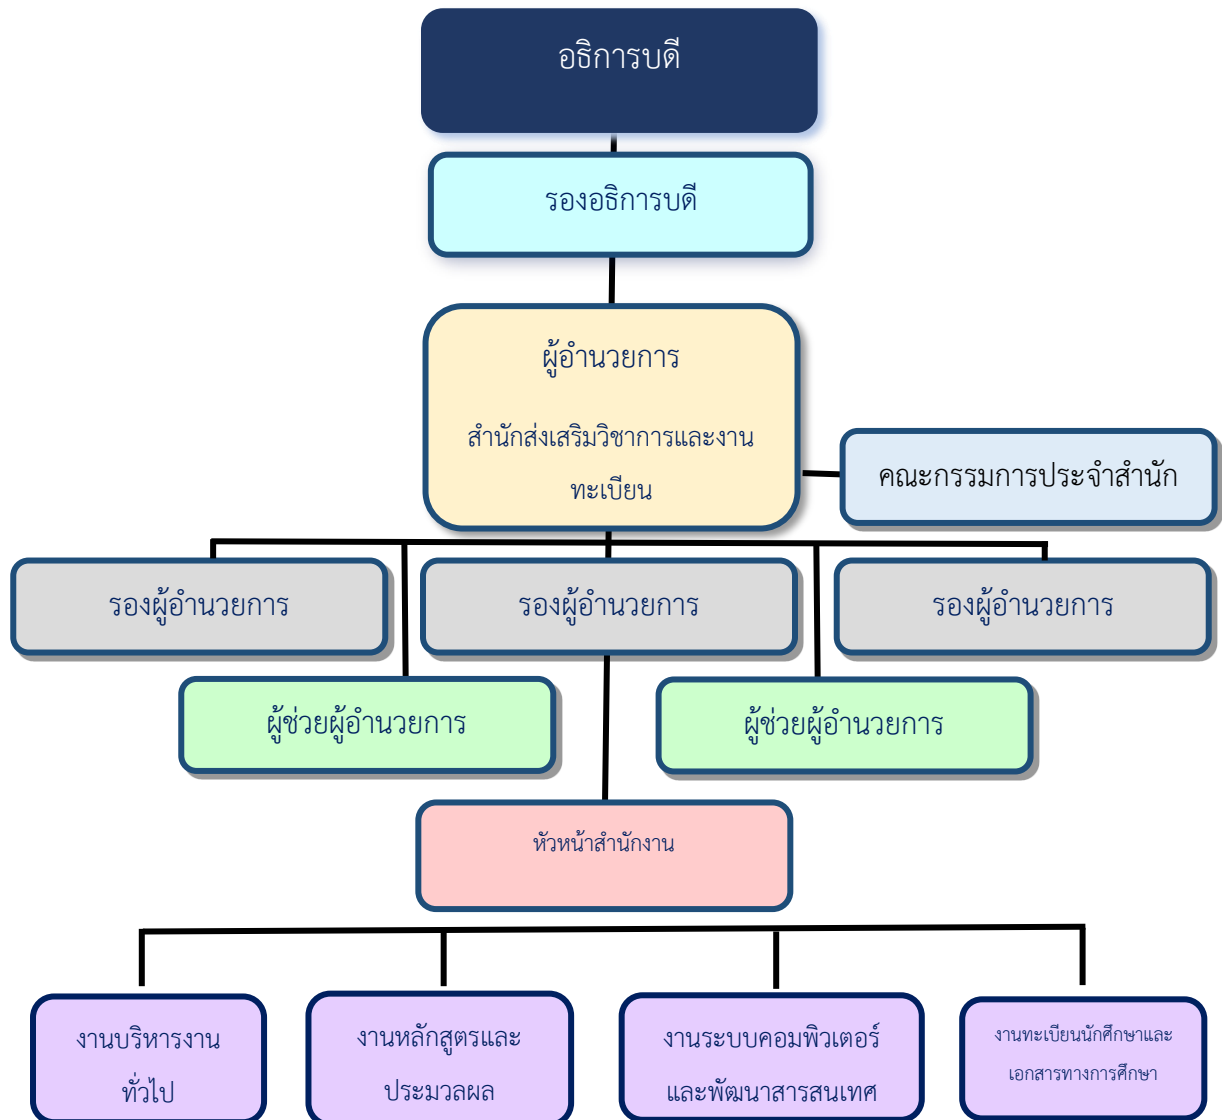 อธิการบดี
รองอธิการบดี
ผู้อำนวยการ
สำนักส่งเสริมวิชาการและงาน
ทะเบียน
คณะกรรมการประจำสำนัก
รองผู้อำนวยการ
รองผู้อำนวยการ
รองผู้อำนวยการ
ผู้ช่วยผู้อำนวยการ
ผู้ช่วยผู้อำนวยการ
หัวหน้าสำนักงาน
งานบริหารงาน
ทั่วไป
งานหลักสูตรและ
ประมวลผล
งานระบบคอมพิวเตอร์
และพัฒนาสารสนเทศ
งานทะเบียนนักศึกษาและ
เอกสารทางการศึกษา